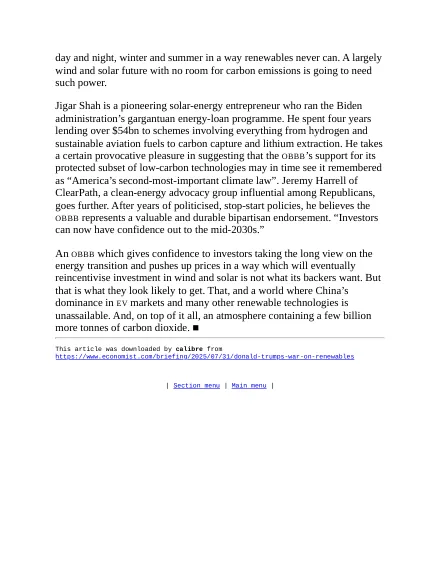 day and night, winter and summer in a way renewables never can. A largely
wind and solar future with no room for carbon emissions is going to need
such power.
Jigar Shah is a pioneering solar-energy entrepreneur who ran the Biden
administration’s gargantuan energy-loan programme. He spent four years
lending over $54bn to schemes involving everything from hydrogen and
sustainable aviation fuels to carbon capture and lithium extraction. He takes
a certain provocative pleasure in suggesting that the OBBB’s support for its
protected subset of low-carbon technologies may in time see it remembered
as “America’s second-most-important climate law”. Jeremy Harrell of
ClearPath, a clean-energy advocacy group influential among Republicans,
goes further. After years of politicised, stop-start policies, he believes the
OBBB represents a valuable and durable bipartisan endorsement. “Investors
can now have confidence out to the mid-2030s.”
An OBBB which gives confidence to investors taking the long view on the
energy transition and pushes up prices in a way which will eventually
reincentivise investment in wind and solar is not what its backers want. But
that is what they look likely to get. That, and a world where China’s
dominance in EV markets and many other renewable technologies is
unassailable. And, on top of it all, an atmosphere containing a few billion
more tonnes of carbon dioxide. ■
This article was downloaded by calibre from
https://www.economist.com/briefing/2025/07/31/donald-trumps-war-on-renewables
| Section menu | Main menu |